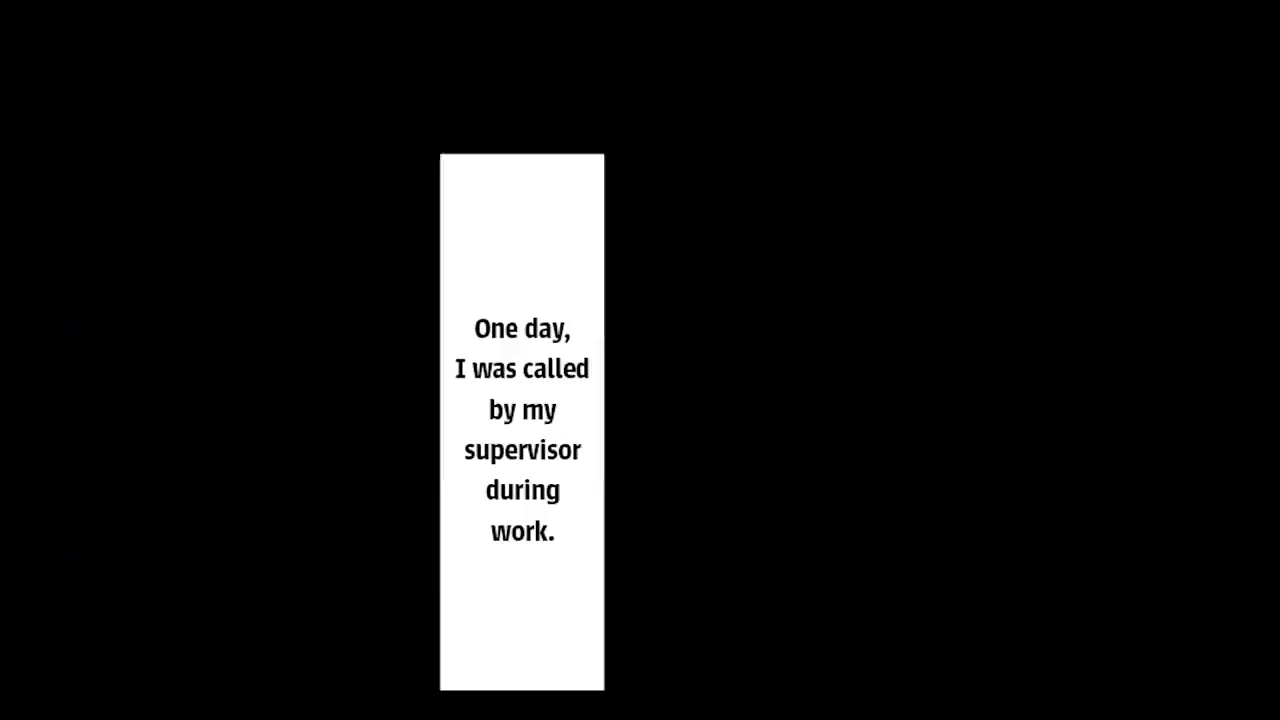 One day,
I was called
by my
supervisor
during
work.